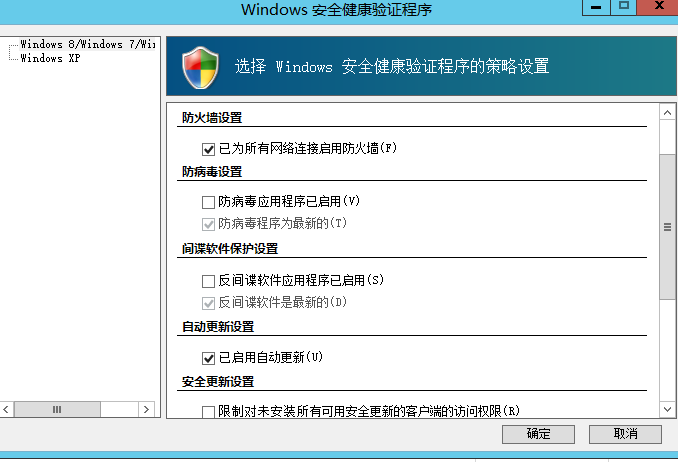 Windows 安全健康验证程序
Windows 8/Windows 7/Wi
Windows XP
选择 Windows 安全健康验证程序的策略设置
防火墙设置
已为所有网络连接启用防火墙(F)
防病毒设置
防病毒应用程序已启用(V)
防病毒程序为最新的(T)
间谍软件保护设置
反间谍软件应用程序已启用(S)
反间谍软件是最新的(D)
自动更新设置
已启用自动更新(U)
安全更新设置
限制对未安装所有可用安全更新的客户端的访问权限(R)
确定
取消